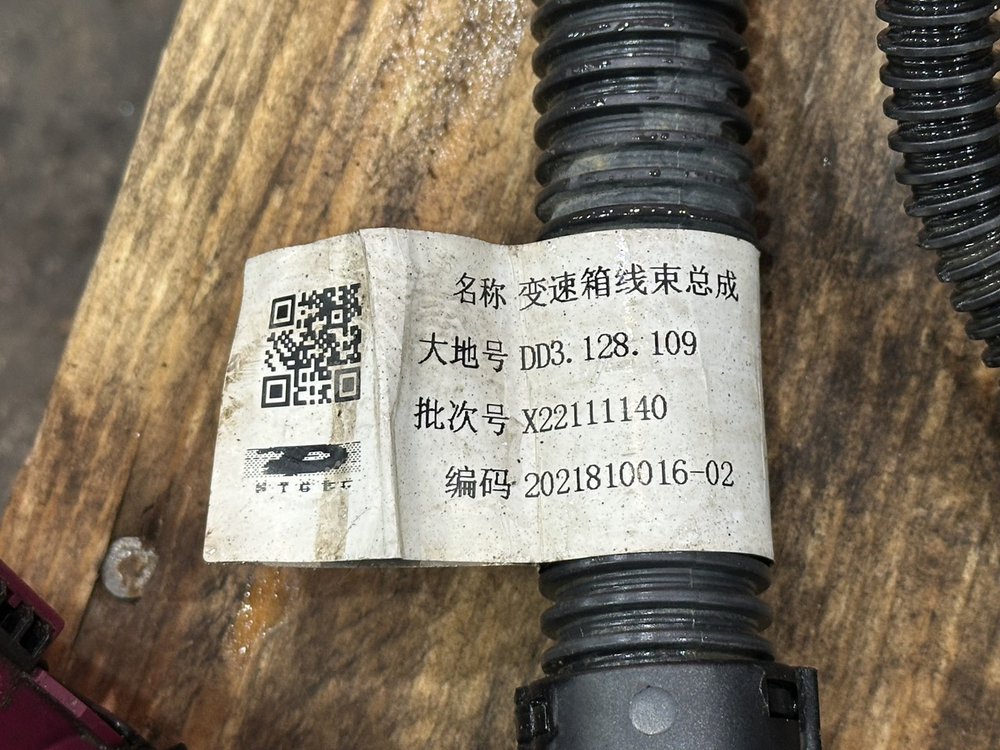 名称 变速箱线束总成
大地号 DD3.128.109
批次号 X22111140
编码 2021810016-02